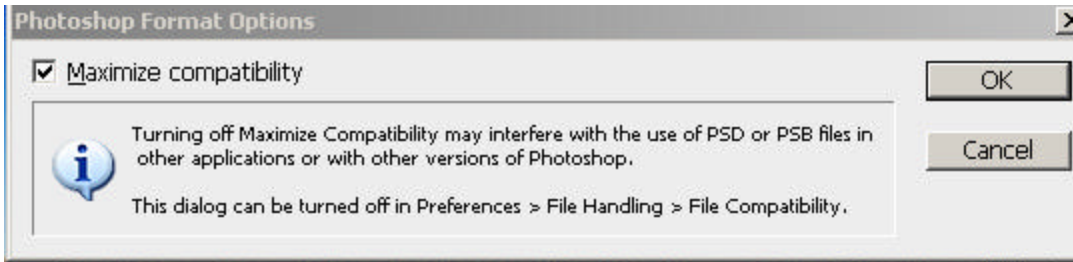 Photoshop Format Options
Maximize compatibility
OK
Turning off Maximize Compatibility may interfere with the use of PSD or PSB files in
other applications or with other versions of Photoshop.
Cancel
This dialog can be turned off in Preferences > File Handling > File Compatibility.